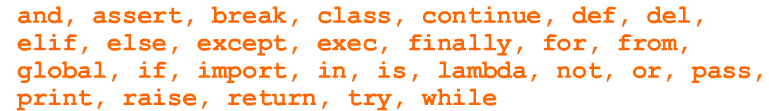 and, assert, break, class, continue, def, del,
elif, else, except, exec, finally, for, from,
global, if, import, in, is, lambda, not, or, pass,
print, raise, return, try, while